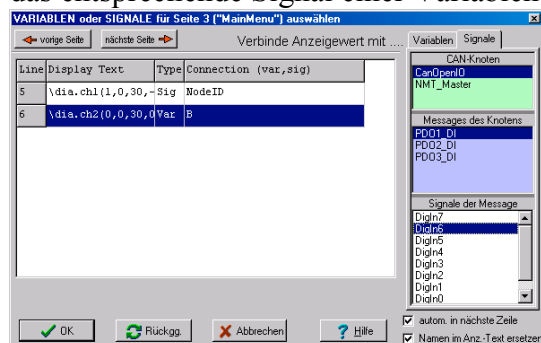 das entsprechende Signal einer Variablen
VARIABLEN oder SIGNALE für Seite 3 ("MainMenu") auswählen
vorige Seite
nächste Seite
Verbinde Anzeigewert mit ....
Variablen
Signale
Line Display Text Type Connection (var,sig)
5 \dia.ch1(1,0,30,- Sig NodeID
6 \dia.ch2(0,0,30,0 Var B
CAN-Knoten
CanOpenIO
NMT_Master
Messages des Knotens
PDO1_DI
PDO2_DI
PDO3_DI
Signale der Message
DigIn7
DigIn6
DigIn5
DigIn4
DigIn3
DigIn2
DigIn1
DigIn0
OK
Rückgg.
Abbrechen
? Hilfe
autom. in nächste Zeile
Namen im Anz.-Text ersetzen